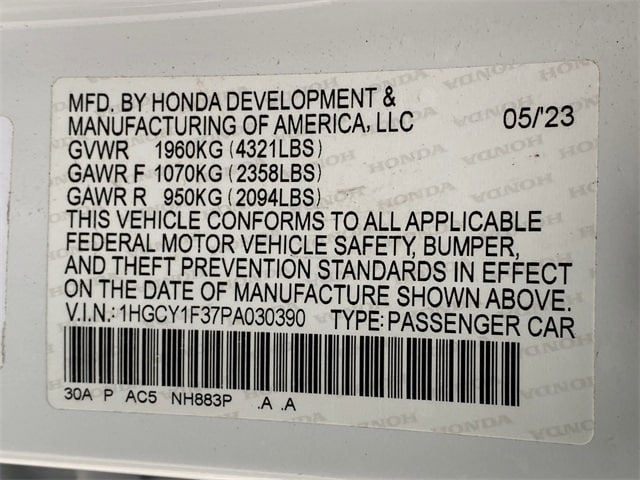 MFD. BY HONDA DEVELOPMENT &
MANUFACTURING OF AMERICA, LLC 05/'23
GVWR 1960KG (4321LBS)
GAWR F 1070KG (2358LBS)
GAWR R 950KG (2094LBS)
THIS VEHICLE CONFORMS TO ALL APPLICABLE
FEDERAL MOTOR VEHICLE SAFETY, BUMPER,
AND THEFT PREVENTION STANDARDS IN EFFECT
ON THE DATE OF MANUFACTURE SHOWN ABOVE.
V.I.N.: 1HGCY1F37PA030390 TYPE: PASSENGER CAR
30A P AC5 NH883P .A .A